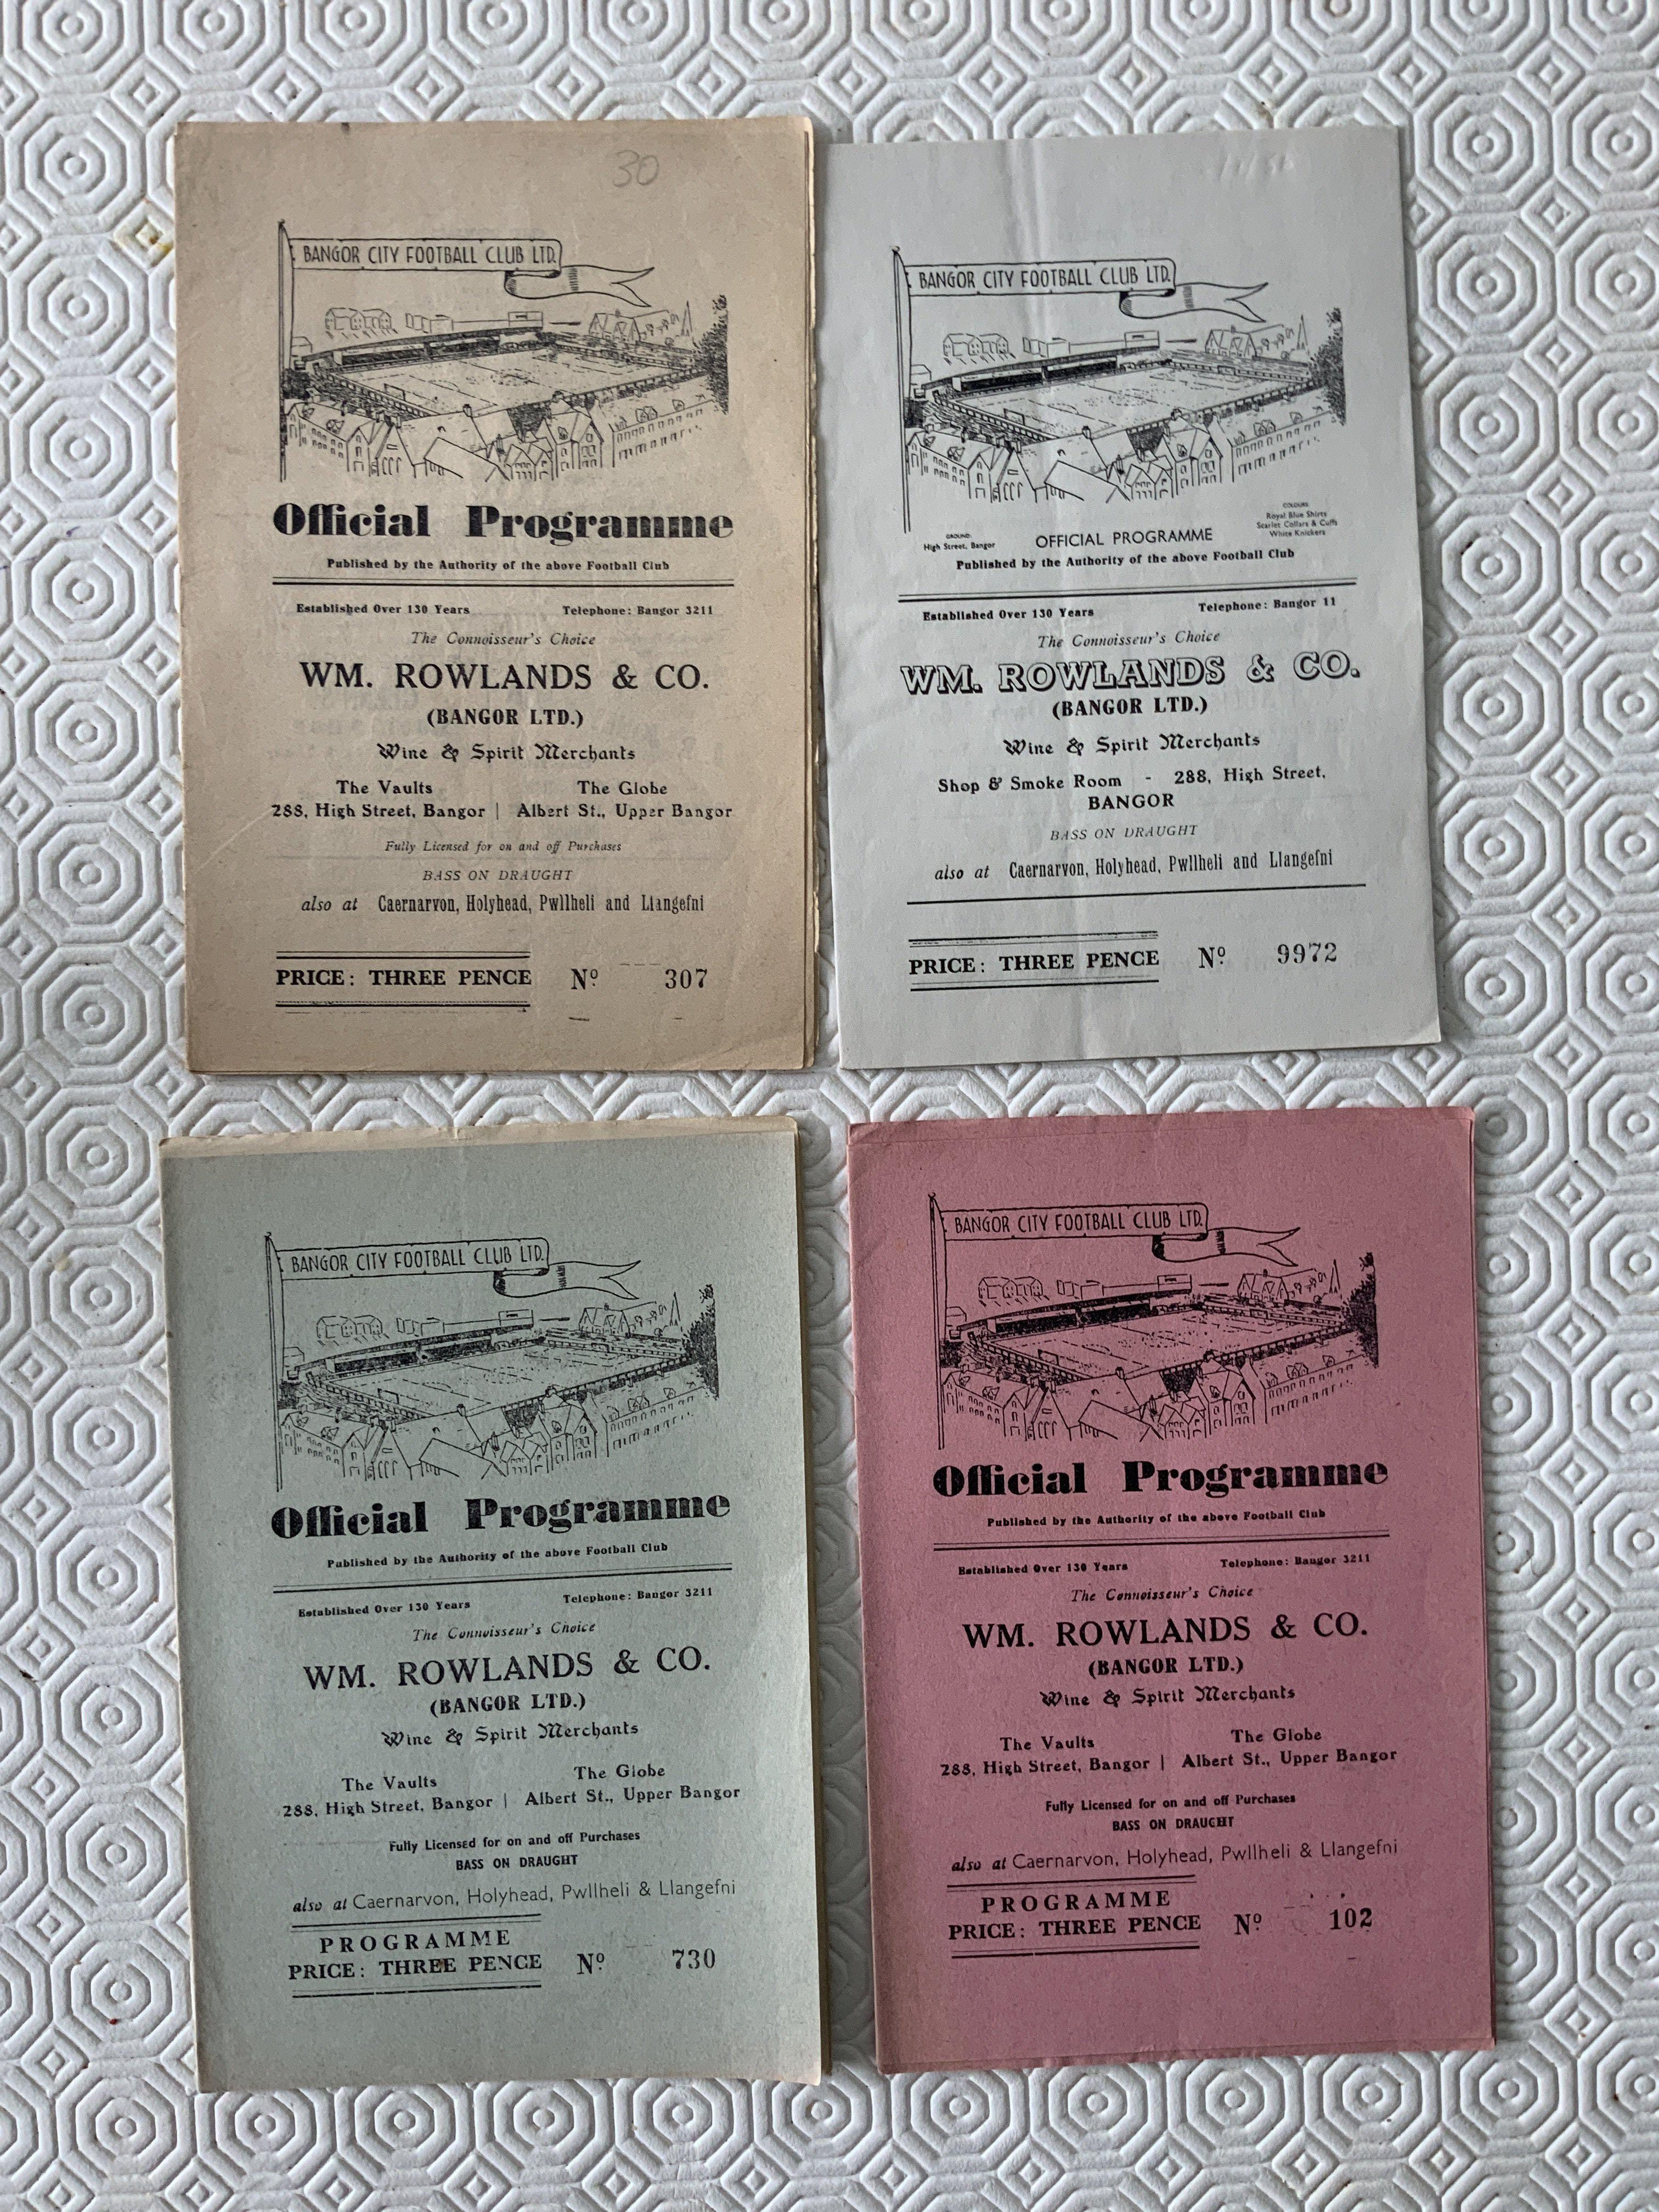 30
BANGOR CITY FOOTBALL CLUB LTD.
Official Programme
Published by the Authority of the above Football Club
Established Over 130 Years Telephone: Bangor 3211
The Connoisseur's Choice
WM. ROWLANDS & CO.
(BANGOR LTD.)
Wine & Spirit Merchants
The Vaults The Globe
288, High Street, Bangor | Albert St., Upper Bangor
Fully Licensed for on and off Purchases
BASS ON DRAUGHT
also at Caernarvon, Holyhead, Pwllheli and Llangefni
PRICE: THREE PENCE Nº 307
BANGOR CITY FOOTBALL CLUB LTD.
GROUND:
High Street, Bangor
OFFICIAL PROGRAMME
COLOURS
Royal Blue Shirts
Scarlet Collars & Cuffs
White Knickers
Published by the Authority of the above Football Club
Established Over 130 Years Telephone: Bangor 11
The Connoisseur's Choice
WM. ROWLANDS & CO.
(BANGOR LTD.)
Wine & Spirit Merchants
Shop & Smoke Room - 288, High Street,
BANGOR
BASS ON DRAUGHT
also at Caernarvon, Holyhead, Pwllheli and Llangefni
PRICE: THREE PENCE Nº 9972
BANGOR CITY FOOTBALL CLUB LTD.
Official Programme
Published by the Authority of the above Football Club
Established Over 130 Years Telephone: Bangor 3211
The Connoisseur's Choice
WM. ROWLANDS & CO.
(BANGOR LTD.)
Wine & Spirit Merchants
The Vaults The Globe
288, High Street, Bangor | Albert St., Upper Bangor
Fully Licensed for on and off Purchases
BASS ON DRAUGHT
also at Caernarvon, Holyhead, Pwllheli & Llangefni
PROGRAMME
PRICE: THREE PENCE Nº 730
BANGOR CITY FOOTBALL CLUB LTD.
Official Programme
Published by the Authority of the above Football Club
Established Over 130 Years Telephone: Bangor 3211
The Connoisseur's Choice
WM. ROWLANDS & CO.
(BANGOR LTD.)
Wine & Spirit Merchants
The Vaults The Globe
288, High Street, Bangor | Albert St., Upper Bangor
Fully Licensed for on and off Purchases
BASS ON DRAUGHT
also at Caernarvon, Holyhead, Pwllheli & Llangefni
PROGRAMME
PRICE: THREE PENCE Nº 102